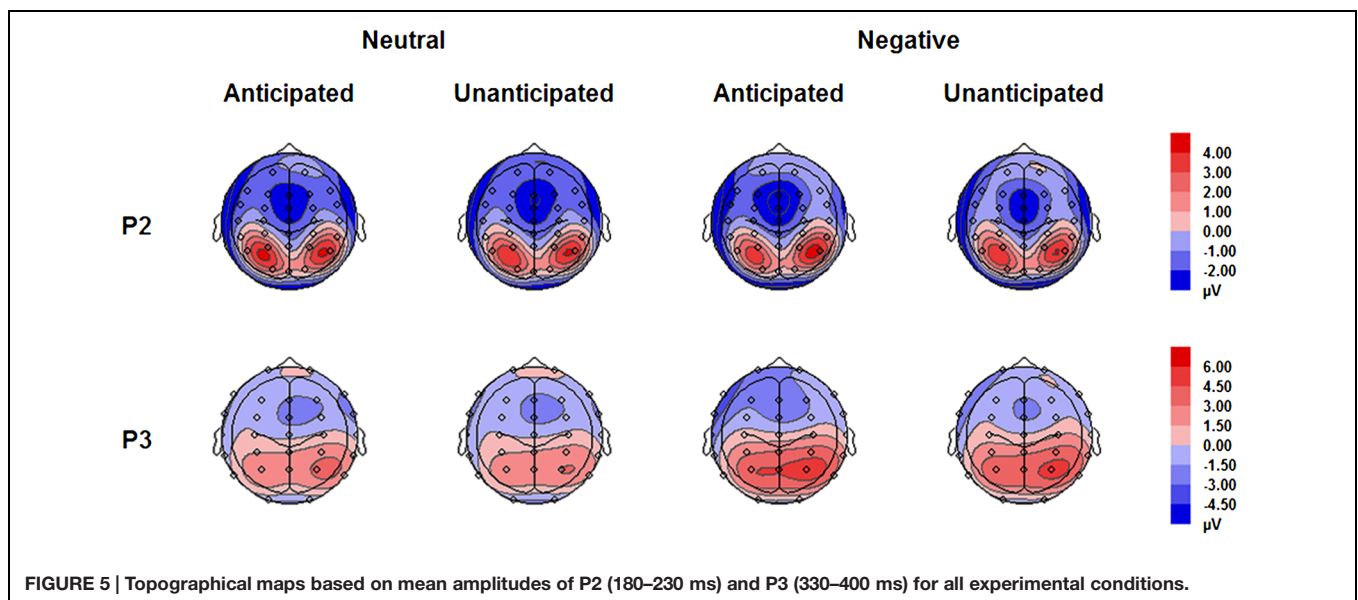 Neutral Negative
Anticipated Unanticipated Anticipated Unanticipated
P2
4.00
3.00
2.00
1.00
0.00
-1.00
-2.00
µV
P3
6.00
4.50
3.00
1.50
0.00
-1.50
-3.00
-4.50
µV
FIGURE 5 | Topographical maps based on mean amplitudes of P2 (180–230 ms) and P3 (330–400 ms) for all experimental conditions.